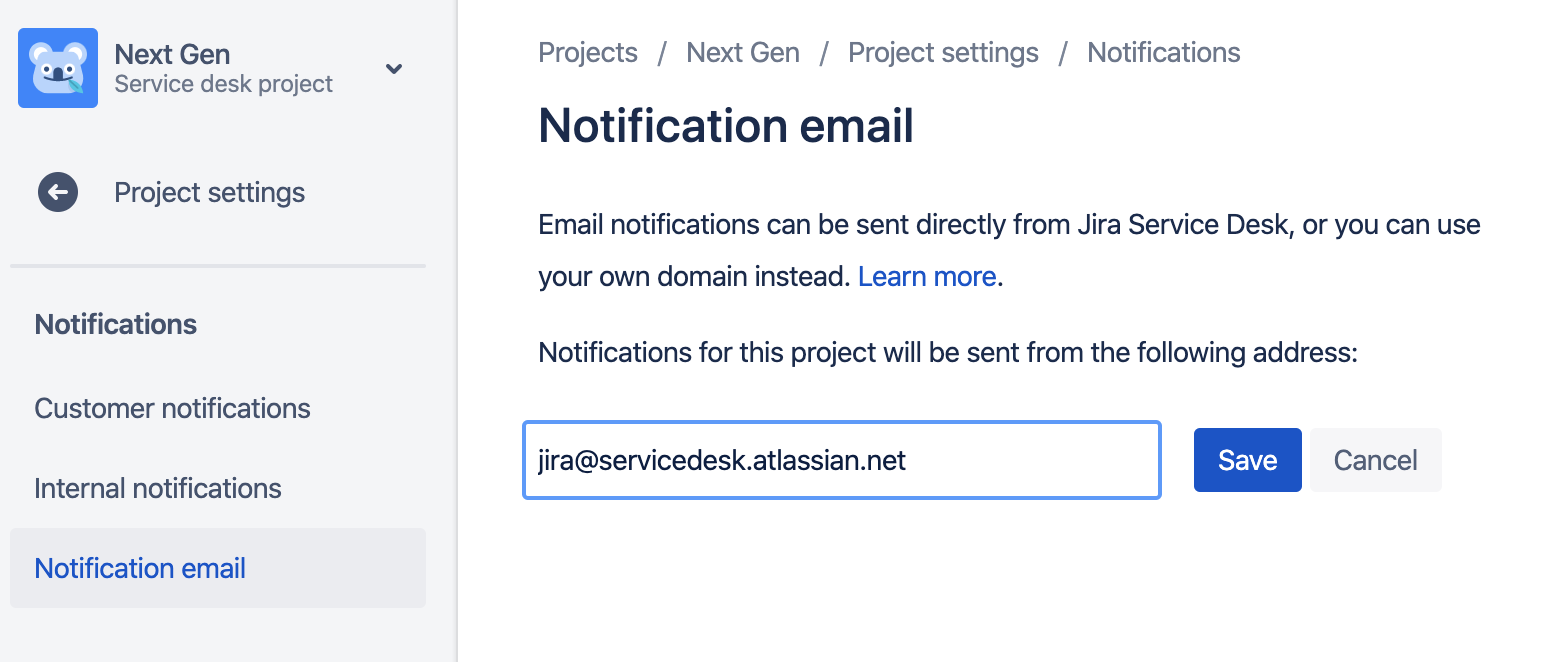 Next Gen
Service desk project
Project settings
Notifications
Customer notifications
Internal notifications
Notification email
Projects / Next Gen / Project settings / Notifications
Notification email
Email notifications can be sent directly from Jira Service Desk, or you can use
your own domain instead. Learn more.
Notifications for this project will be sent from the following address:
jira@servicedesk.atlassian.net
Save Cancel